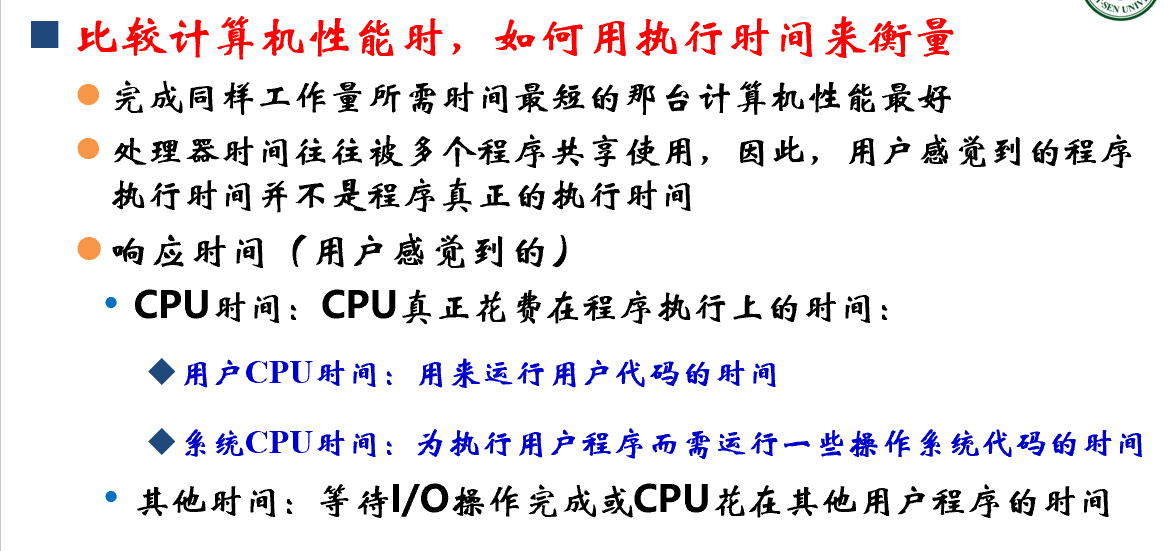 比较计算机性能时，如何用执行时间来衡量
完成同样工作量所需时间最短的那台计算机性能最好
处理器时间往往被多个程序共享使用，因此，用户感觉到的程序
执行时间并不是程序真正的执行时间
响应时间（用户感觉到的）
CPU时间：CPU真正花费在程序执行上的时间：
用户CPU时间：用来运行用户代码的时间
系统CPU时间：为执行用户程序而需运行一些操作系统代码的时间
其他时间：等待I/O操作完成或CPU花在其他用户程序的时间